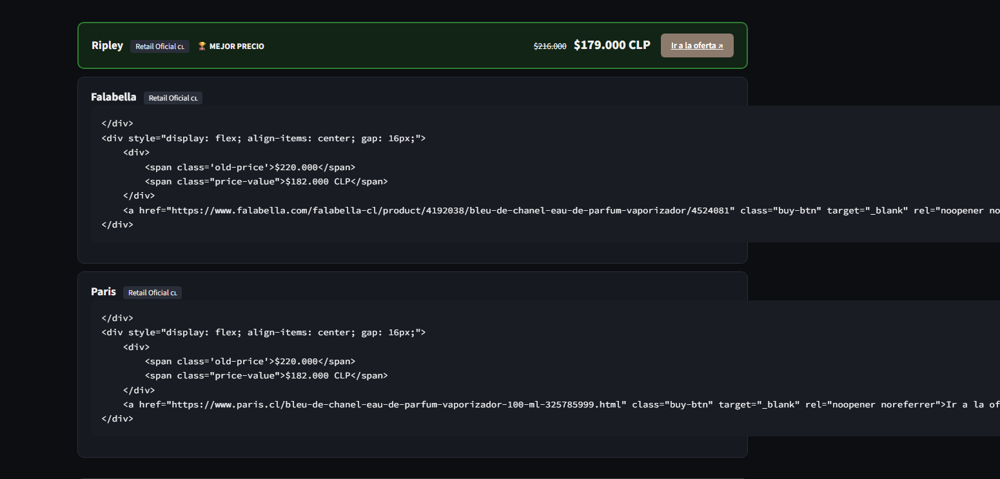 Ripley Retail Oficial CL 🏆 MEJOR PRECIO $216.000 $179.000 CLP Ir a la oferta ↗
Falabella Retail Oficial CL
</div>
<div style="display: flex; align-items: center; gap: 16px;">
    <div>
        <span class='old-price'>$220.000</span>
        <span class="price-value">$182.000 CLP</span>
    </div>
    <a href="https://www.falabella.com/falabella-cl/product/4192038/bleu-de-chanel-eau-de-parfum-vaporizador/4524081" class="buy-btn" target="_blank" rel="noopener no
</div>
Paris Retail Oficial CL
</div>
<div style="display: flex; align-items: center; gap: 16px;">
    <div>
        <span class='old-price'>$220.000</span>
        <span class="price-value">$182.000 CLP</span>
    </div>
    <a href="https://www.paris.cl/bleu-de-chanel-eau-de-parfum-vaporizador-100-ml-325785999.html" class="buy-btn" target="_blank" rel="noopener noreferrer">Ir a la of
</div>